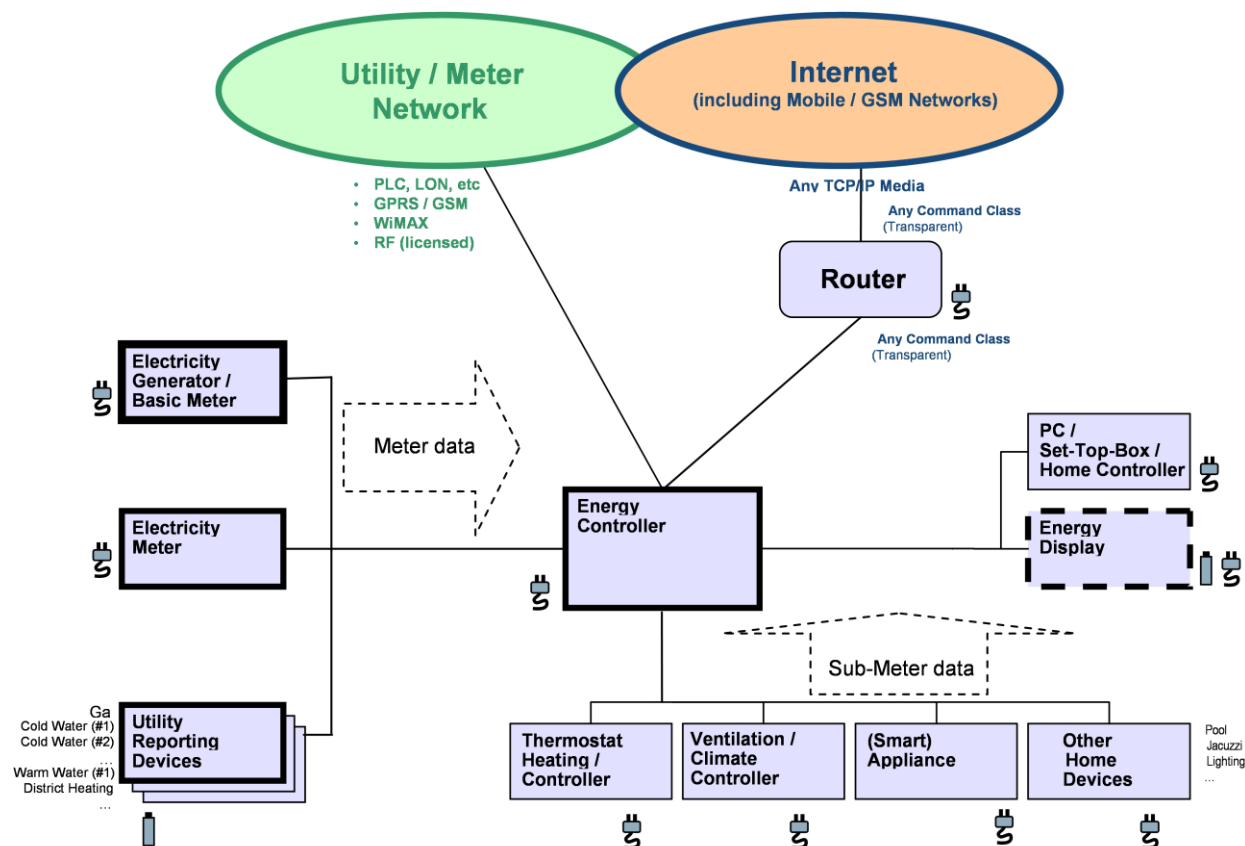 Utility / Meter
Network
Internet
(including Mobile / GSM Networks)
• PLC, LON, etc
• GPRS / GSM
• WiMAX
• RF (licensed)
Any TCP/IP Media
Any Command Class
(Transparent)
Router
Any Command Class
(Transparent)
Electricity
Generator /
Basic Meter
Meter data
PC /
Set-Top-Box /
Home Controller
Electricity
Meter
Energy
Controller
Energy
Display
Sub-Meter data
Ga
Cold Water (#1)
Cold Water (#2)
...
Warm Water (#1)
District Heating
...
Utility
Reporting
Devices
Thermostat
Heating /
Controller
Ventilation /
Climate
Controller
(Smart)
Appliance
Other
Home
Devices
Pool
Jacuzzi
Lighting
...